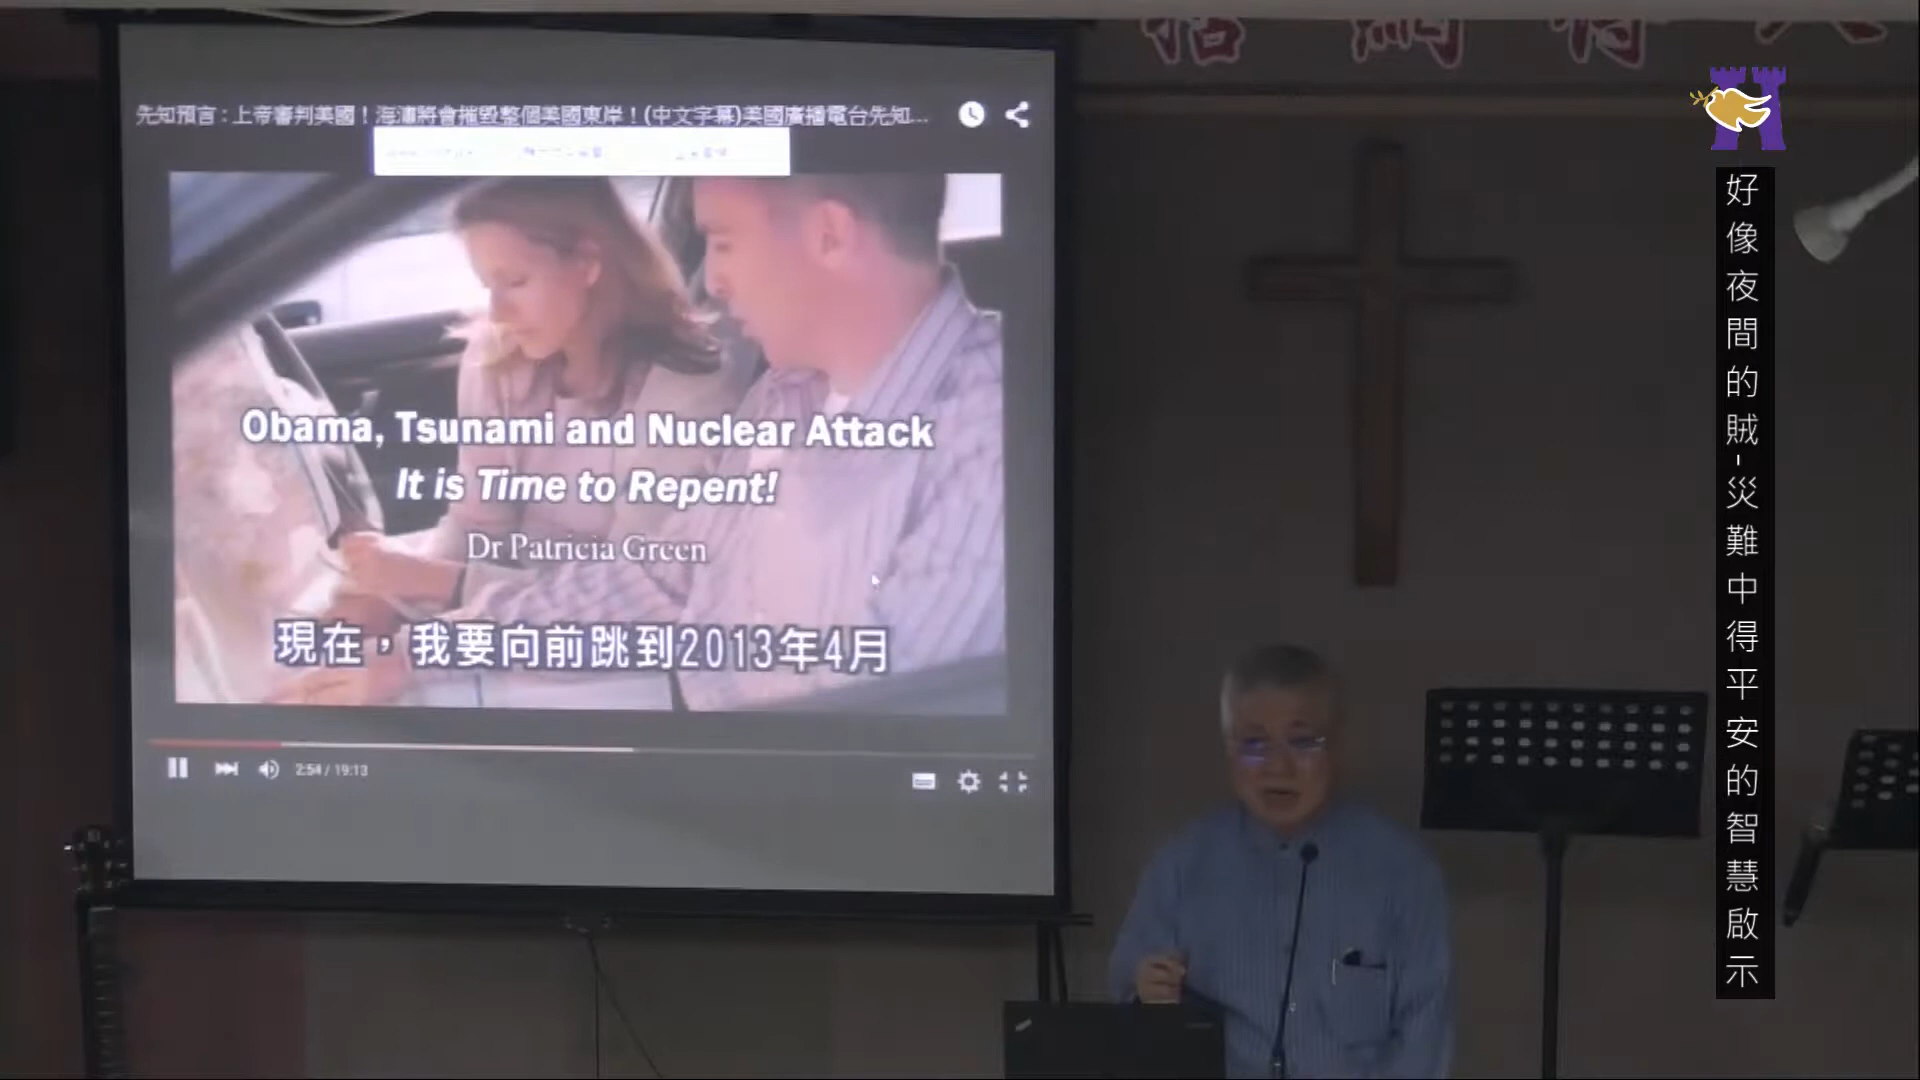 先知預言：上帝審判美國！海嘯將會摧毀整個美國東岸！(中文字幕)美國廣播電台先知...
Obama, Tsunami and Nuclear Attack
It is Time to Repent!
Dr Patricia Green
現在，我要向前跳到2013年4月
2:54 / 19:13
好像夜間的賊-災難中得平安的智慧啟示